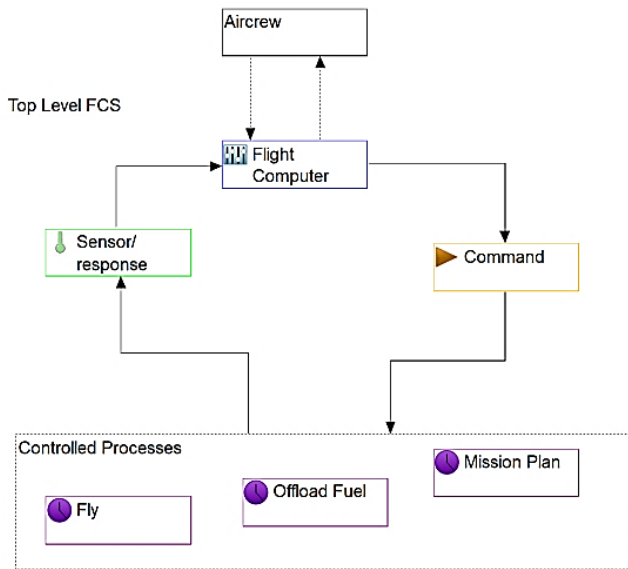 Aircrew
Top Level FCS
Flight
Computer
Sensor/
response
Command
Controlled Processes
Mission Plan
Offload Fuel
Fly